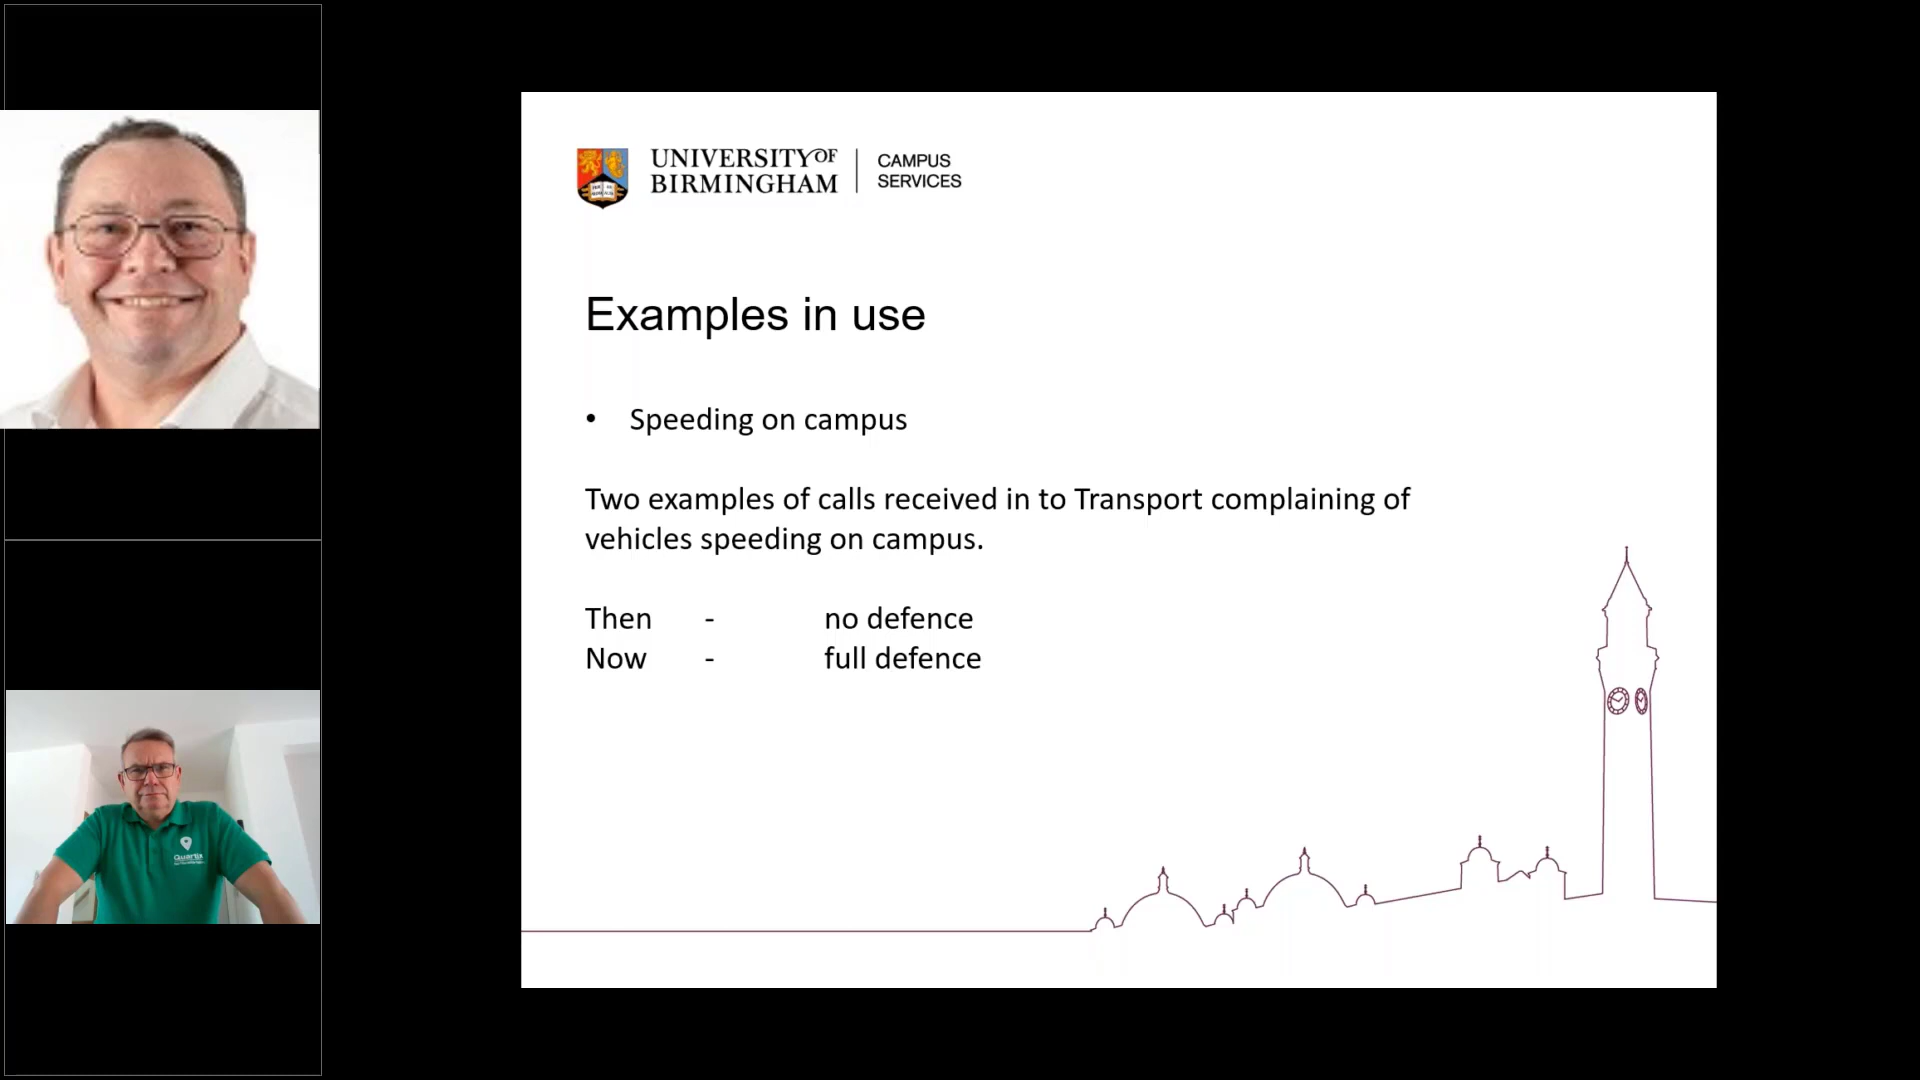 UNIVERSITY OF
BIRMINGHAM
CAMPUS
SERVICES
Examples in use
• Speeding on campus
Two examples of calls received in to Transport complaining of
vehicles speeding on campus.
Then - no defence
Now - full defence
Quartix